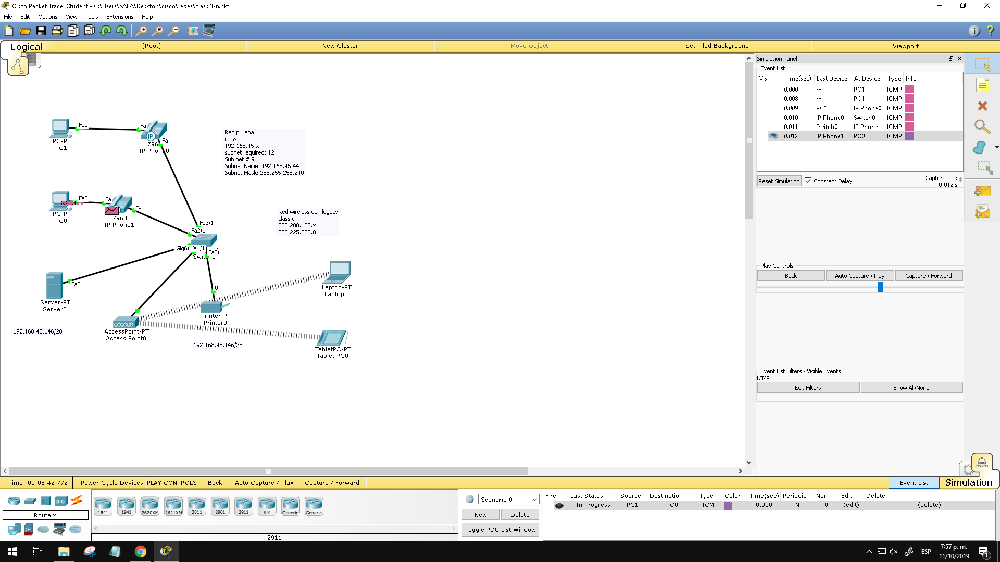 Cisco Packet Tracer Student - C:\Users\SALA\Desktop\cisco\redes\class 3-6.pkt
File Edit Options View Tools Extensions Help
Logical [Root] New Cluster Move Object Set Tiled Background Viewport
Fa0
Fa
PC-PT
PC1
IP
7960
Fa
IP Phone0
Red prueba
class c
192.168.45.x
subnet required: 12
Sub net # 9
Subnet Name: 192.168.45.44
Subnet Mask: 255.255.255.240
Fa0
Fa
PC-PT
PC0
Fa
7960
IP Phone1
Red wireless ean legacy
class c
200.200.100.x
255.225.255.0
Fa3/1
Fa2/1
Gig6/1
a1/1
Fa0/1
Switch0
Fa0
Server-PT
Server0
0
Laptop-PT
Laptop0
Printer-PT
Printer0
192.168.45.146/28
AccessPoint-PT
Access Point0
192.168.45.146/28
TabletPC-PT
Tablet PC0
Simulation Panel
Event List
Vis. Time(sec) Last Device At Device Type Info
0.000 -- PC1 ICMP
0.008 -- PC1 ICMP
0.009 PC1 IP Phone0 ICMP
0.010 IP Phone0 Switch0 ICMP
0.011 Switch0 IP Phone1 ICMP
0.012 IP Phone1 PC0 ICMP
Reset Simulation Constant Delay Captured to:
0.012 s
Play Controls
Back Auto Capture / Play Capture / Forward
Event List Filters - Visible Events
ICMP
Edit Filters Show All/None
Time: 00:08:42.772 Power Cycle Devices PLAY CONTROLS: Back Auto Capture / Play Capture / Forward Event List Simulation
Routers
1841 1941 2620XM 2621XM 2811 2901 2911 819 Generic Generic
2911
Scenario 0
New Delete
Toggle PDU List Window
Fire Last Status Source Destination Type Color Time(sec) Periodic Num Edit Delete
In Progress PC1 PC0 ICMP 0.000 N 0 (edit) (delete)
ESP
7:57 p. m.
11/10/2019
1